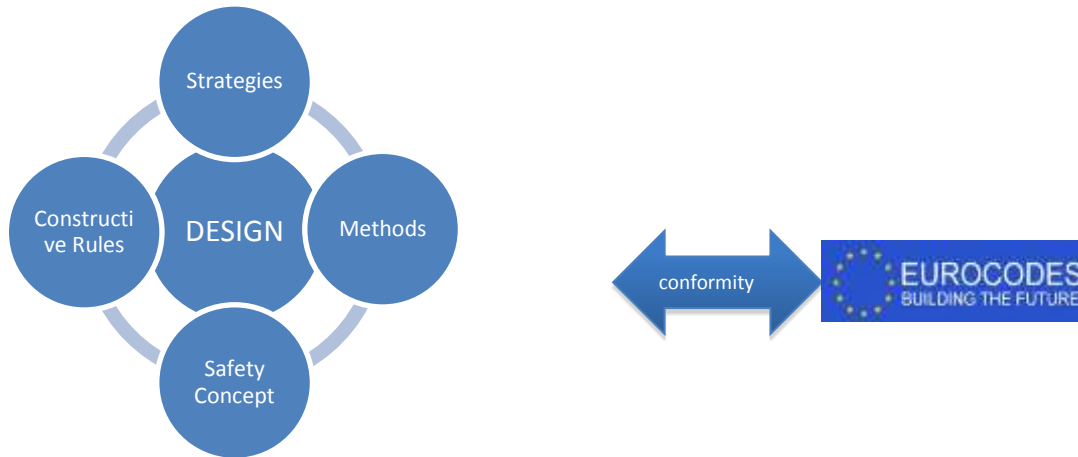 Strategies
Constructi
ve Rules
DESIGN
Methods
Safety
Concept
conformity
EUROCODES
BUILDING THE FUTURE